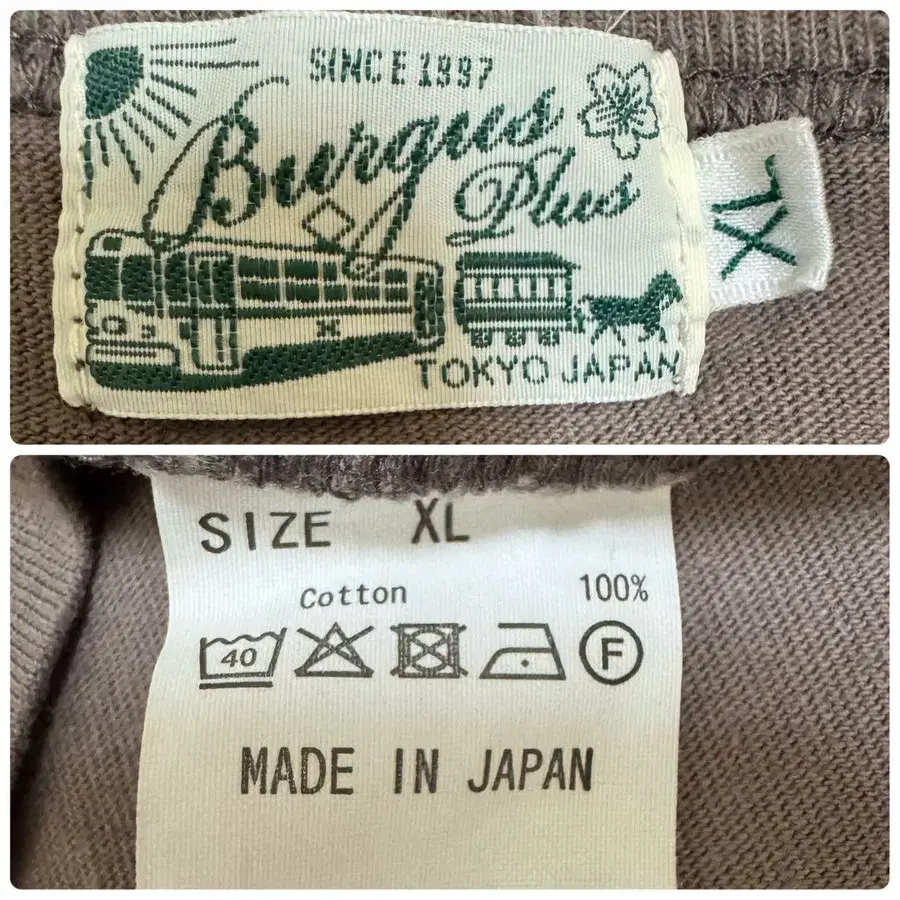 SINCE 1997
Burgus
Plus
XL
TOKYO JAPAN
SIZE XL
Cotton 100%
40 F
MADE IN JAPAN